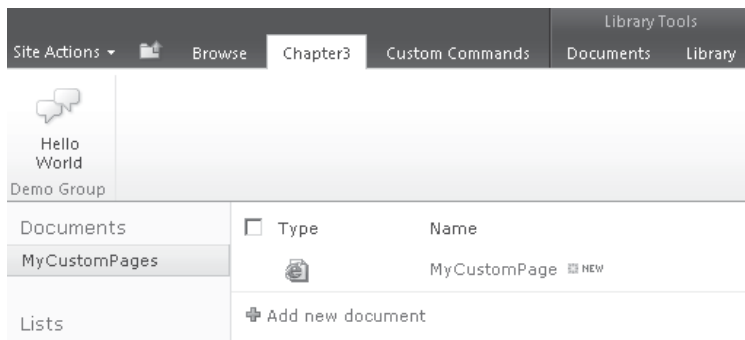 Library Tools
Site Actions Browse Chapter3 Custom Commands Documents Library
Hello
World
Demo Group
Documents
MyCustomPages
Lists
Type Name
MyCustomPage NEW
Add new document